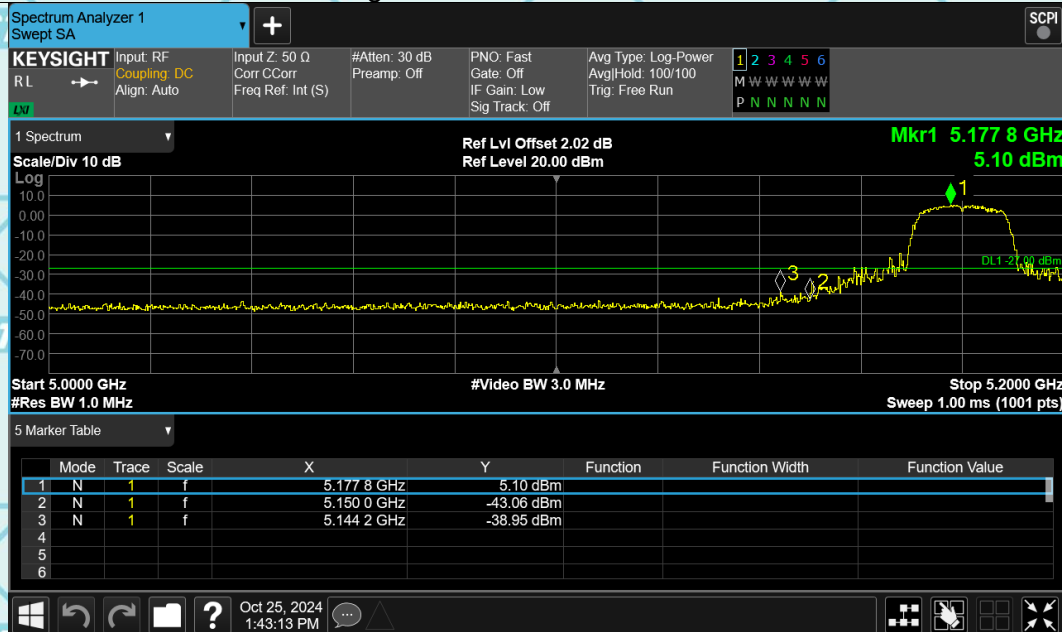 Spectrum Analyzer 1
Swept SA
+
SCPI
KEYSIGHT Input: RF Input Z: 50 Ω #Atten: 30 dB PNO: Fast Avg Type: Log-Power 1 2 3 4 5 6
RL Coupling: DC Corr CCorr Preamp: Off Gate: Off Avg|Hold: 100/100 M W W W W W W
Align: Auto Freq Ref: Int (S) IF Gain: Low Trig: Free Run
LXI Sig Track: Off P N N N N N N
1 Spectrum
Ref Lvl Offset 2.02 dB Mkr1 5.177 8 GHz
Scale/Div 10 dB Ref Level 20.00 dBm 5.10 dBm
Log
1
10.0
0.00
-10.0
-20.0
DL1 -27.00 dBm
-30.0
3 2
-40.0
-50.0
-60.0
-70.0
Start 5.0000 GHz #Video BW 3.0 MHz Stop 5.2000 GHz
#Res BW 1.0 MHz Sweep 1.00 ms (1001 pts)
5 Marker Table
Mode Trace Scale X Y Function Function Width Function Value
1 N 1 f 5.177 8 GHz 5.10 dBm
2 N 1 f 5.150 0 GHz -43.06 dBm
3 N 1 f 5.144 2 GHz -38.95 dBm
4
5
6
? Oct 25, 2024
1:43:13 PM